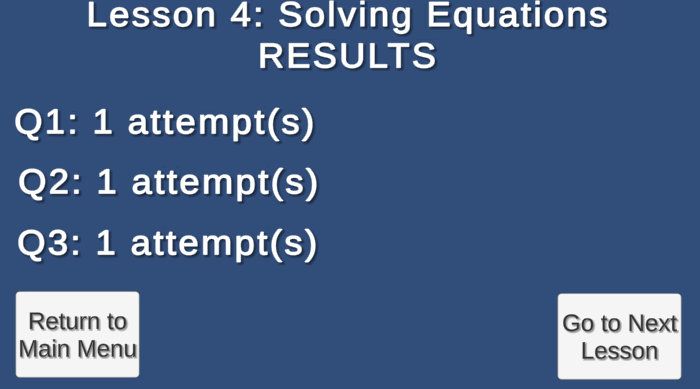 Lesson 4: Solving Equations
RESULTS
Q1: 1 attempt(s)
Q2: 1 attempt(s)
Q3: 1 attempt(s)
Return to
Main Menu
Go to Next
Lesson